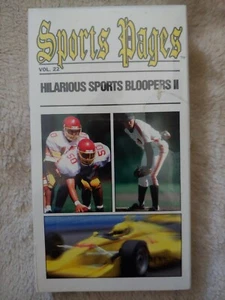 Sports Pages
VOL. 22
HILARIOUS SPORTS BLOOPERS II